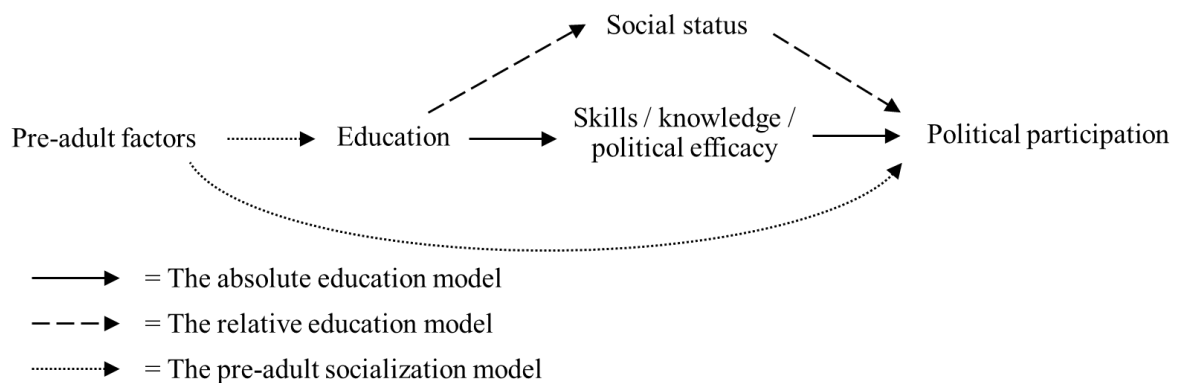 Social status
Pre-adult factors
Education
Skills / knowledge /
political efficacy
Political participation
= The absolute education model
= The relative education model
= The pre-adult socialization model